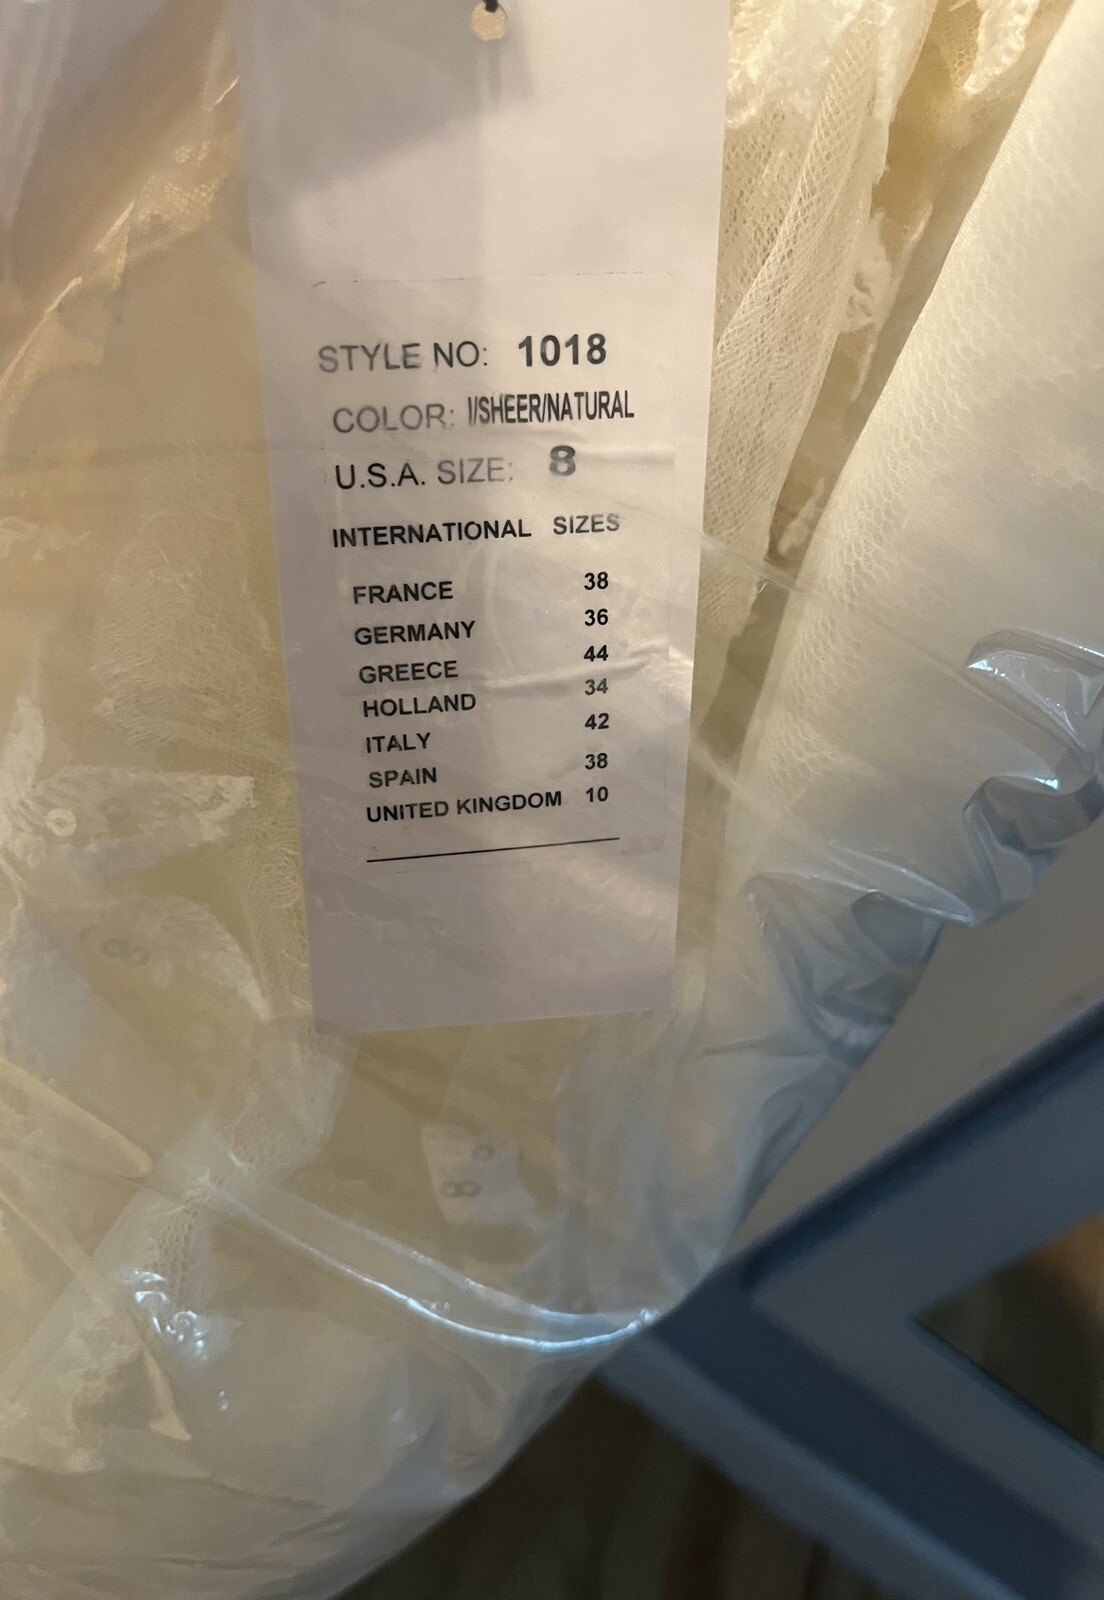 STYLE NO: 1018
COLOR: I/SHEER/NATURAL
U.S.A. SIZE: 8
INTERNATIONAL SIZES
FRANCE 38
GERMANY 36
GREECE 44
HOLLAND 34
ITALY 42
SPAIN 38
UNITED KINGDOM 10